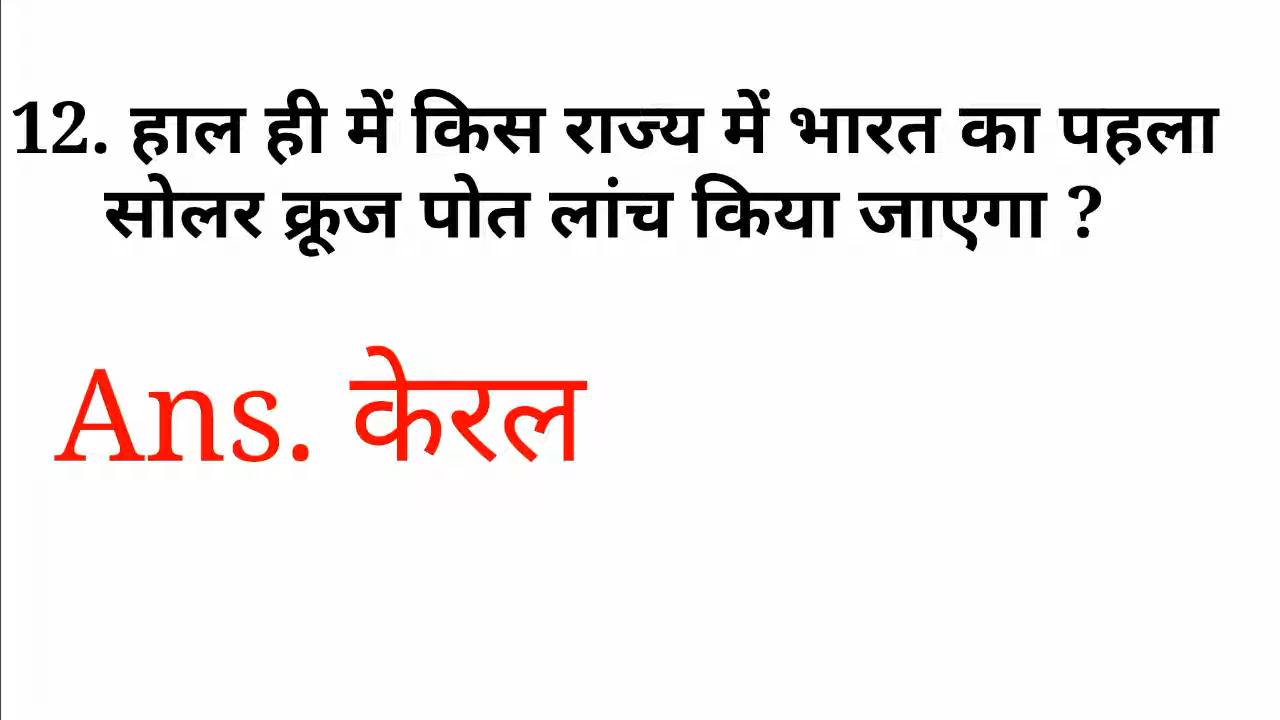 12. हाल ही में किस राज्य में भारत का पहला
सोलर क्रूज पोत लांच किया जाएगा ?
Ans. केरल